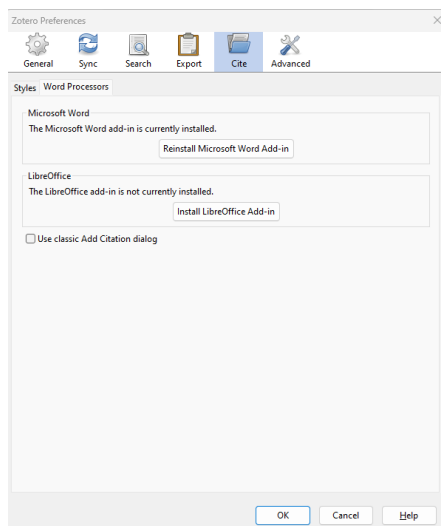 Zotero Preferences
General Sync Search Export Cite Advanced
Styles Word Processors
Microsoft Word
The Microsoft Word add-in is currently installed.
Reinstall Microsoft Word Add-in
LibreOffice
The LibreOffice add-in is not currently installed.
Install LibreOffice Add-in
Use classic Add Citation dialog
OK Cancel Help